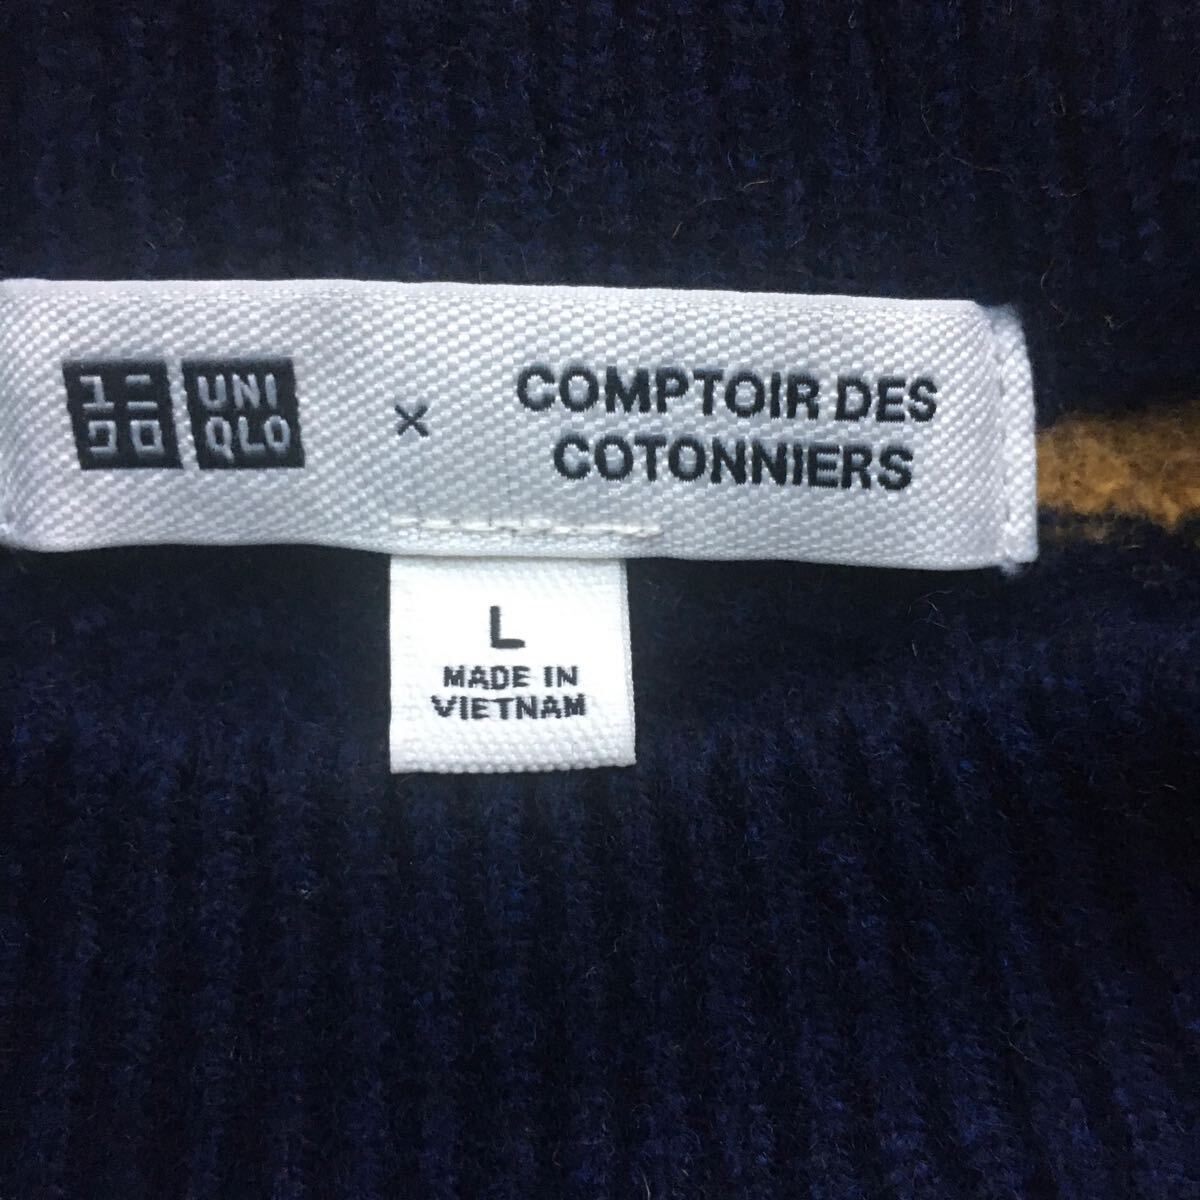 ユニ
クロ
UNI
QLO
×
COMPTOIR DES
COTONNIERS
L
MADE IN
VIETNAM